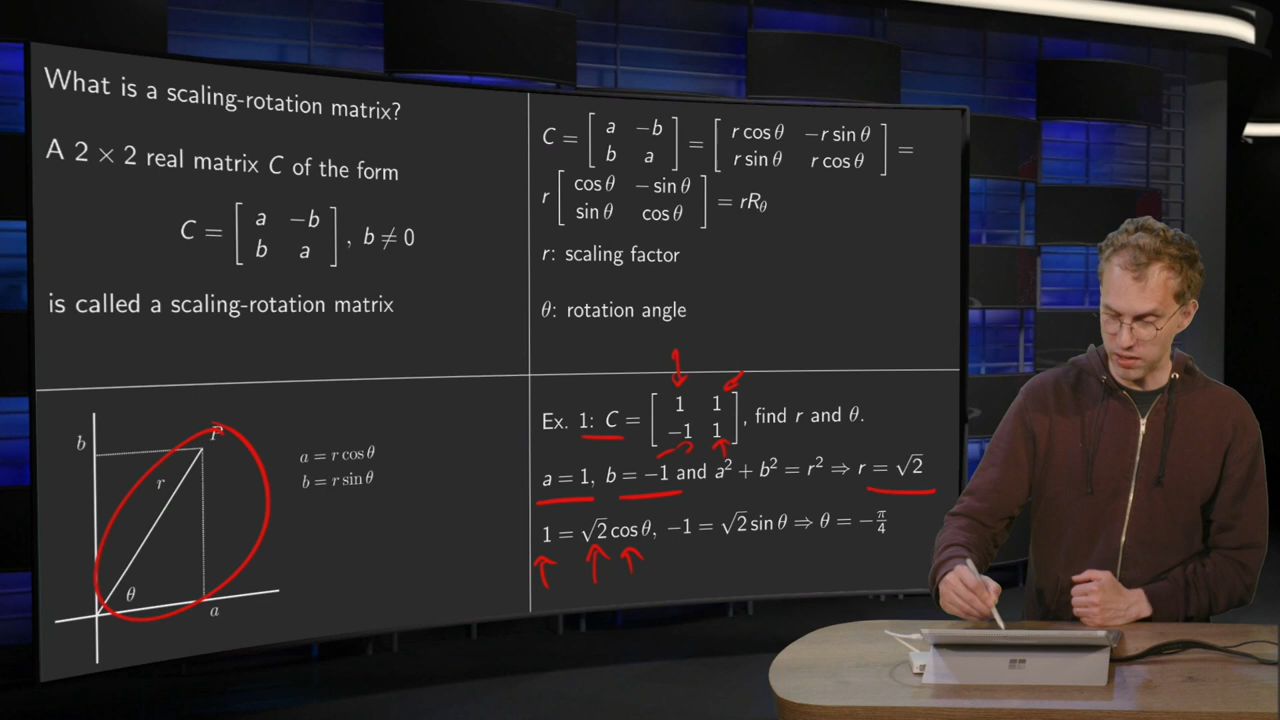 What is a scaling-rotation matrix?
A 2 × 2 real matrix C of the form
C = [ a −b ; b a ], b ≠ 0
is called a scaling-rotation matrix
C = [ a −b ; b a ] = [ r cos θ −r sin θ ; r sin θ r cos θ ] =
r [ cos θ − sin θ ; sin θ cos θ ] = rR_θ
r: scaling factor
θ: rotation angle
b
P
r
θ
a
a = r cos θ
b = r sin θ
Ex. 1: C = [ 1 1 ; −1 1 ], find r and θ.
a = 1, b = −1 and a² + b² = r² ⇒ r = √2
1 = √2 cos θ, −1 = √2 sin θ ⇒ θ = −π/4